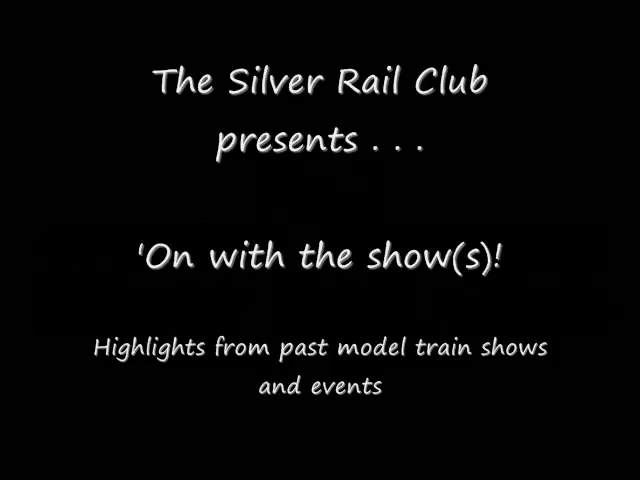 The Silver Rail Club
presents . . .
'On with the show(s)!
Highlights from past model train shows
and events